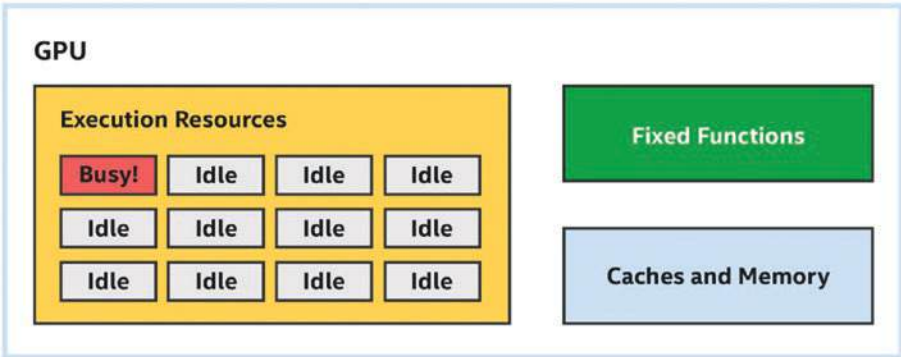 GPU
Execution Resources
Busy! Idle Idle Idle
Idle Idle Idle Idle
Idle Idle Idle Idle
Fixed Functions
Caches and Memory